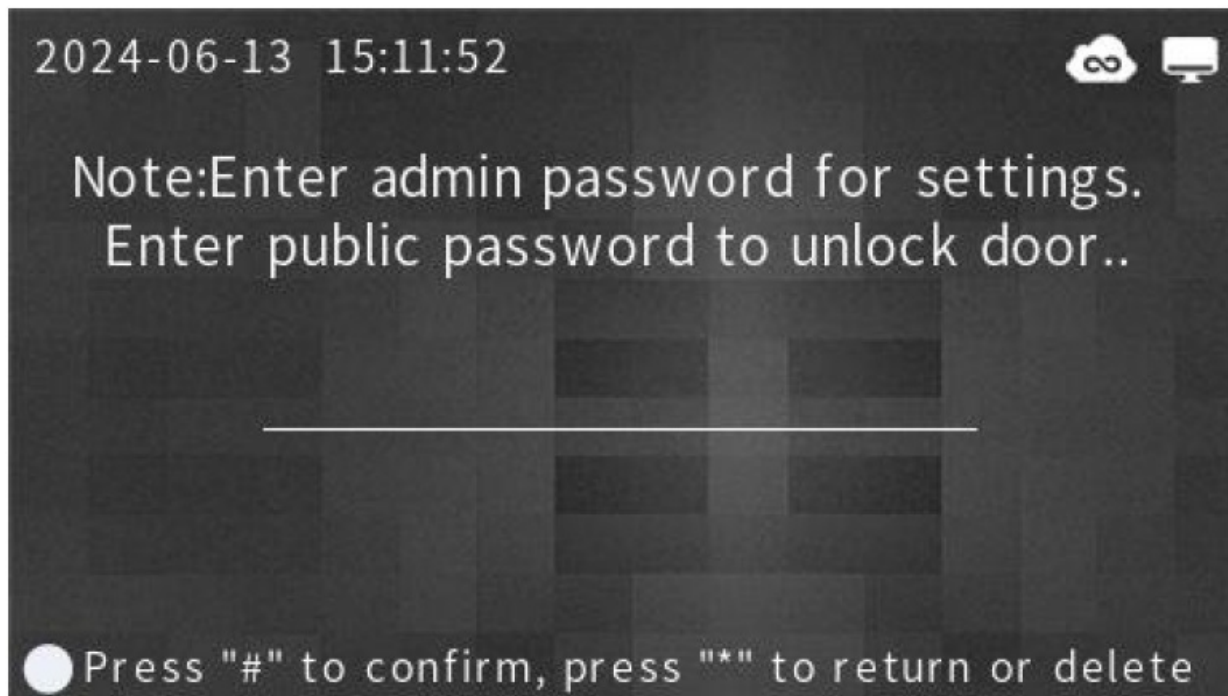 2024-06-13 15:11:52
Note:Enter admin password for settings.
Enter public password to unlock door..
Press "#" to confirm, press "*" to return or delete